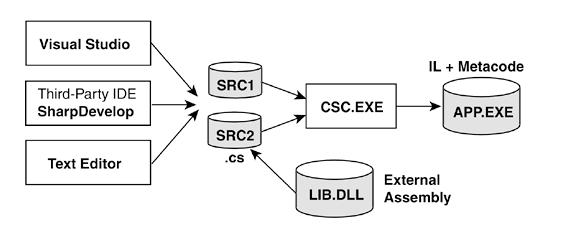 Visual Studio
Third-Party IDE
SharpDevelop
Text Editor
SRC1
SRC2
.cs
CSC.EXE
IL + Metacode
APP.EXE
LIB.DLL
External
Assembly